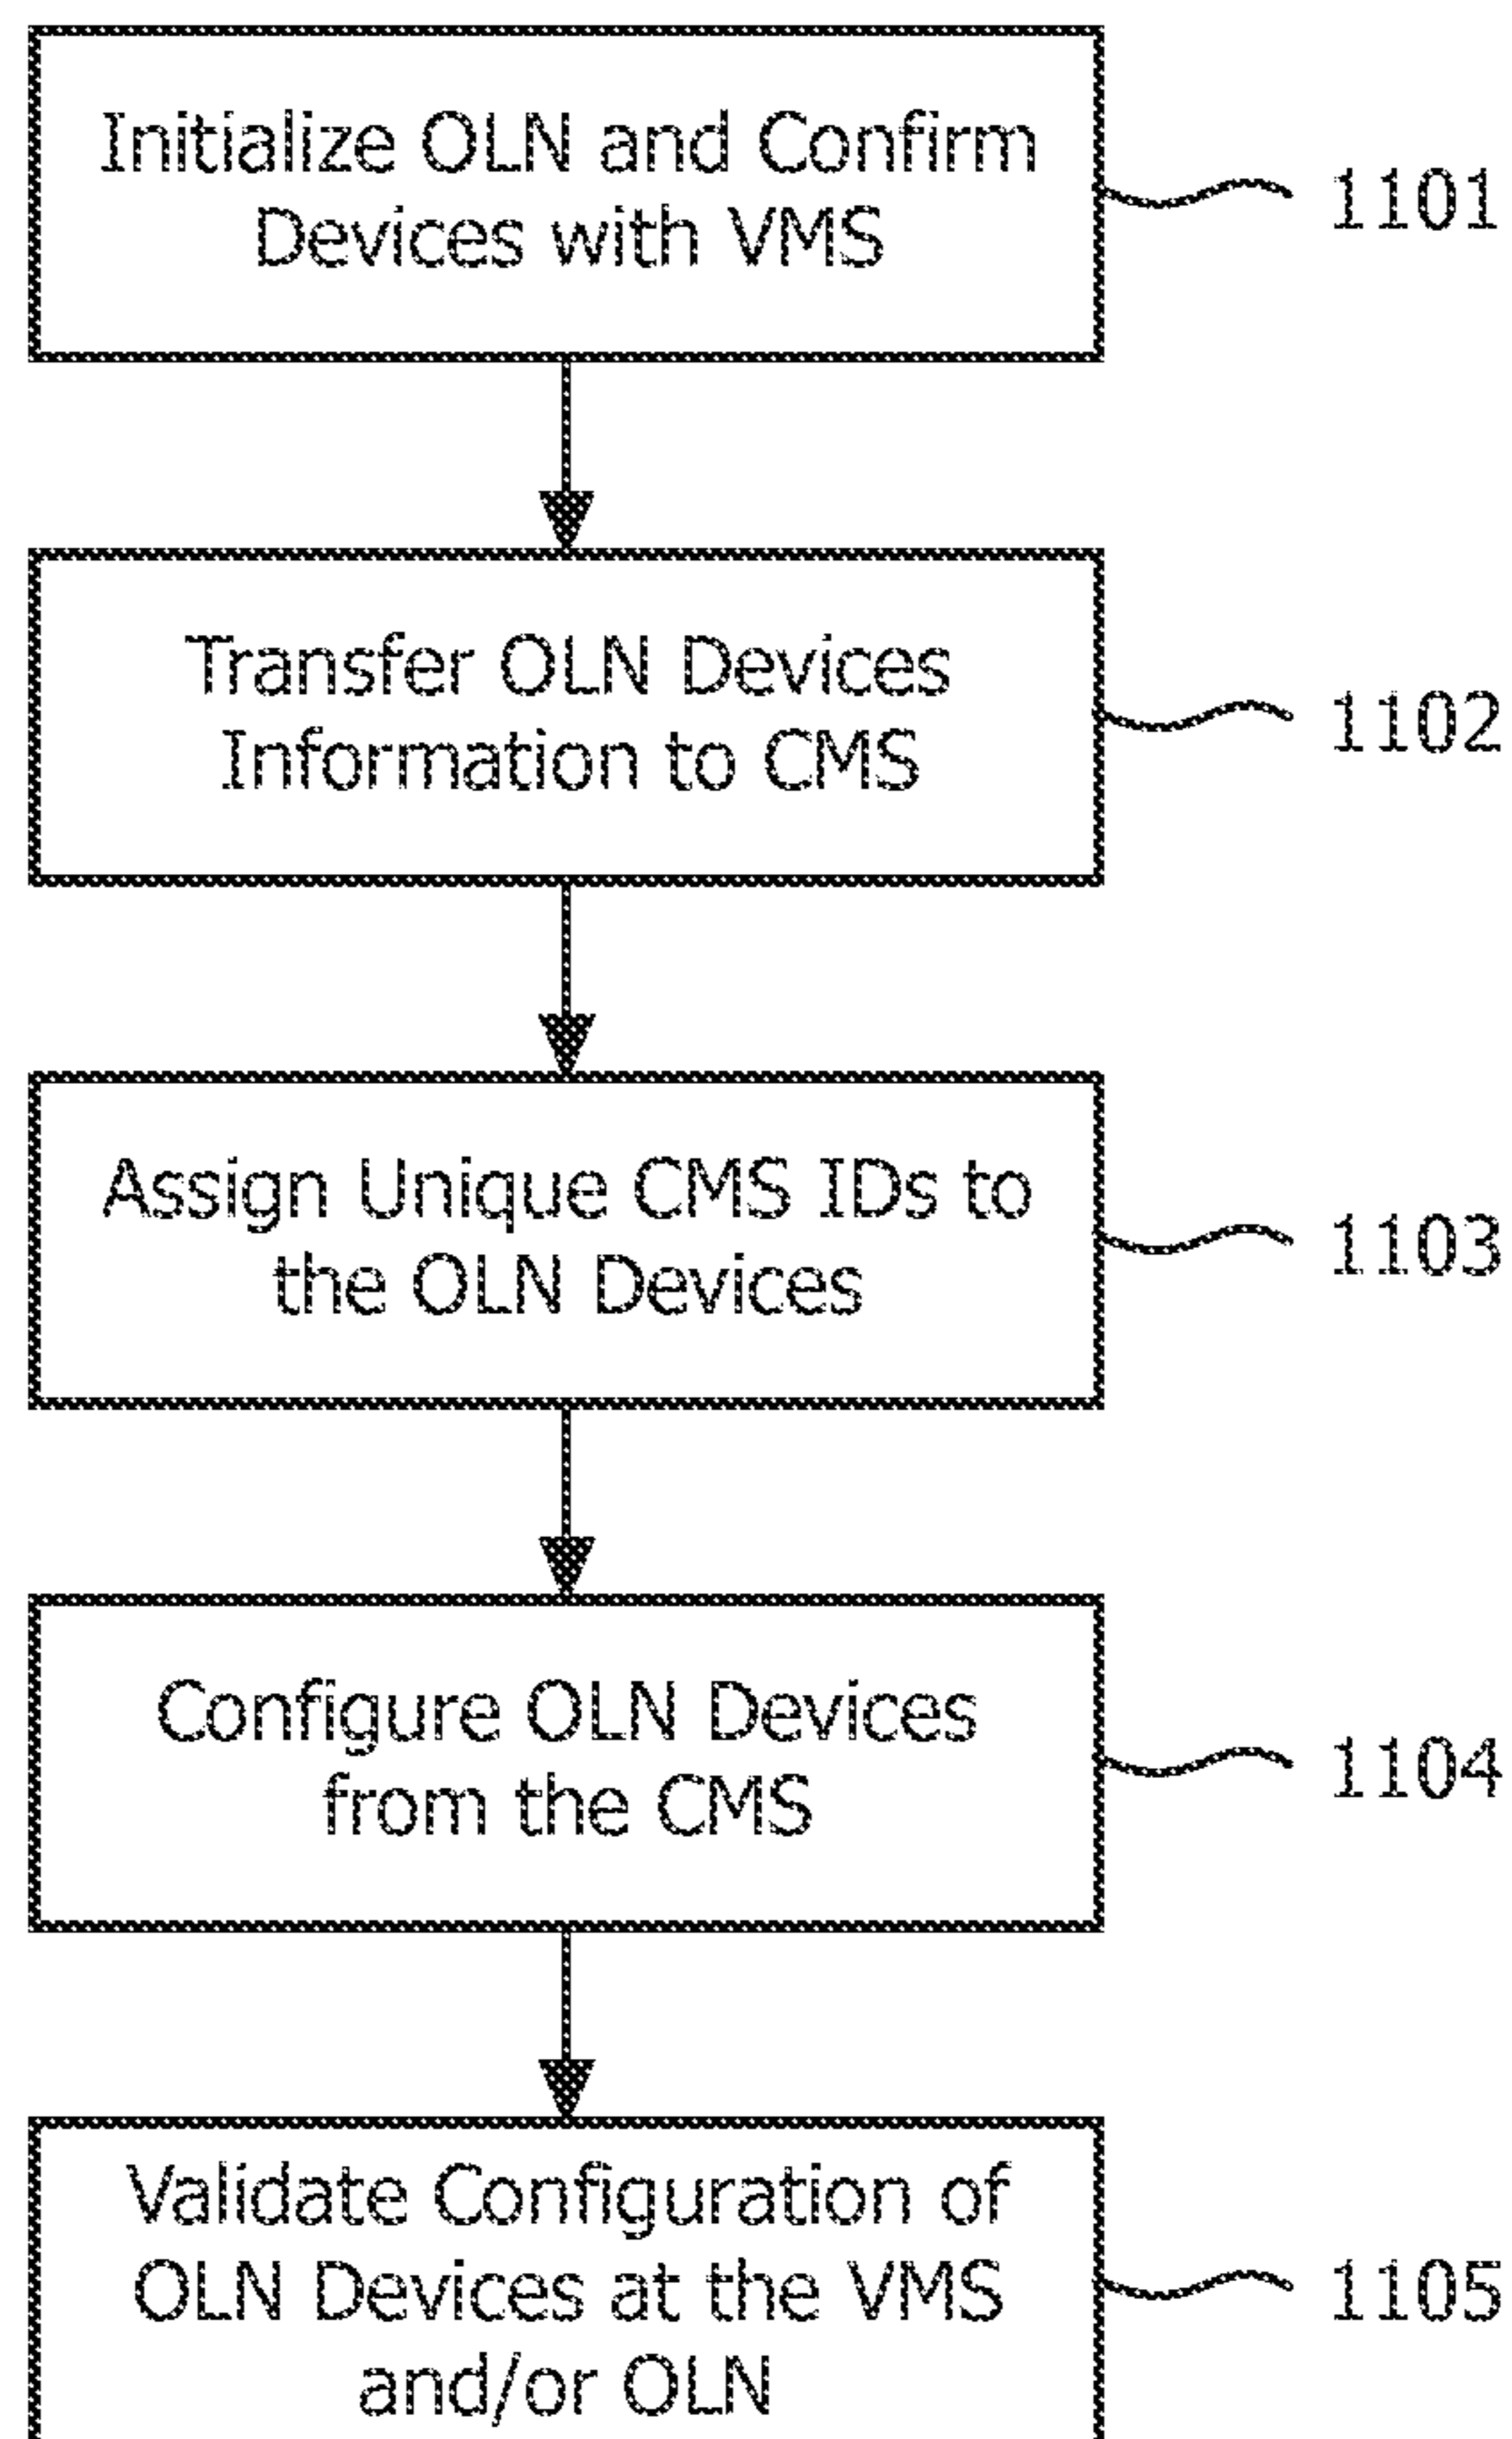 Initialize OLN and Confirm
Devices with VMS
1101
Transfer OLN Devices
Information to CMS
1102
Assign Unique CMS IDs to
the OLN Devices
1103
Configure OLN Devices
from the CMS
1104
Validate Configuration of
OLN Devices at the VMS
and/or OLN
1105